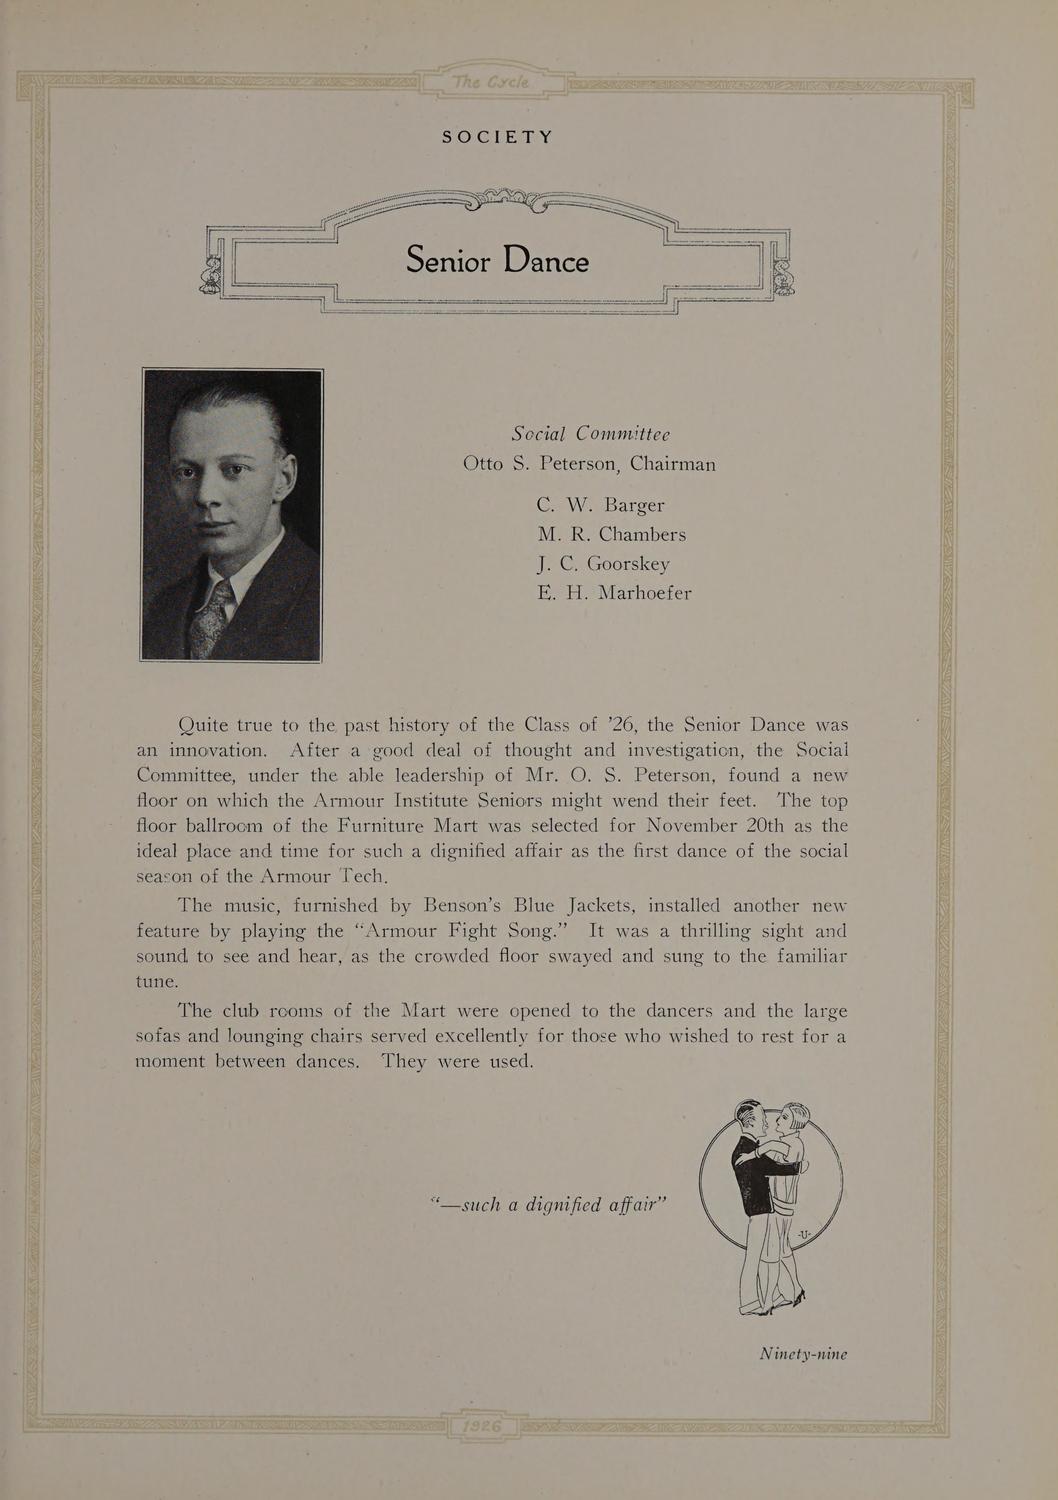 The Cycle
SOCIETY
Senior Dance
Social Committee
Otto S. Peterson, Chairman
C. W. Barger
M. R. Chambers
J. C. Goorskey
E. H. Marhoefer
Quite true to the past history of the Class of ’26, the Senior Dance was
an innovation. After a good deal of thought and investigation, the Social
Committee, under the able leadership of Mr. O. S. Peterson, found a new
floor on which the Armour Institute Seniors might wend their feet. The top
floor ballroom of the Furniture Mart was selected for November 20th as the
ideal place and time for such a dignified affair as the first dance of the social
season of the Armour Tech.
The music, furnished by Benson’s Blue Jackets, installed another new
feature by playing the “Armour Fight Song.” It was a thrilling sight and
sound to see and hear, as the crowded floor swayed and sung to the familiar
tune.
The club rooms of the Mart were opened to the dancers and the large
sofas and lounging chairs served excellently for those who wished to rest for a
moment between dances. They were used.
“—such a dignified affair”
-U-
Ninety-nine
1926